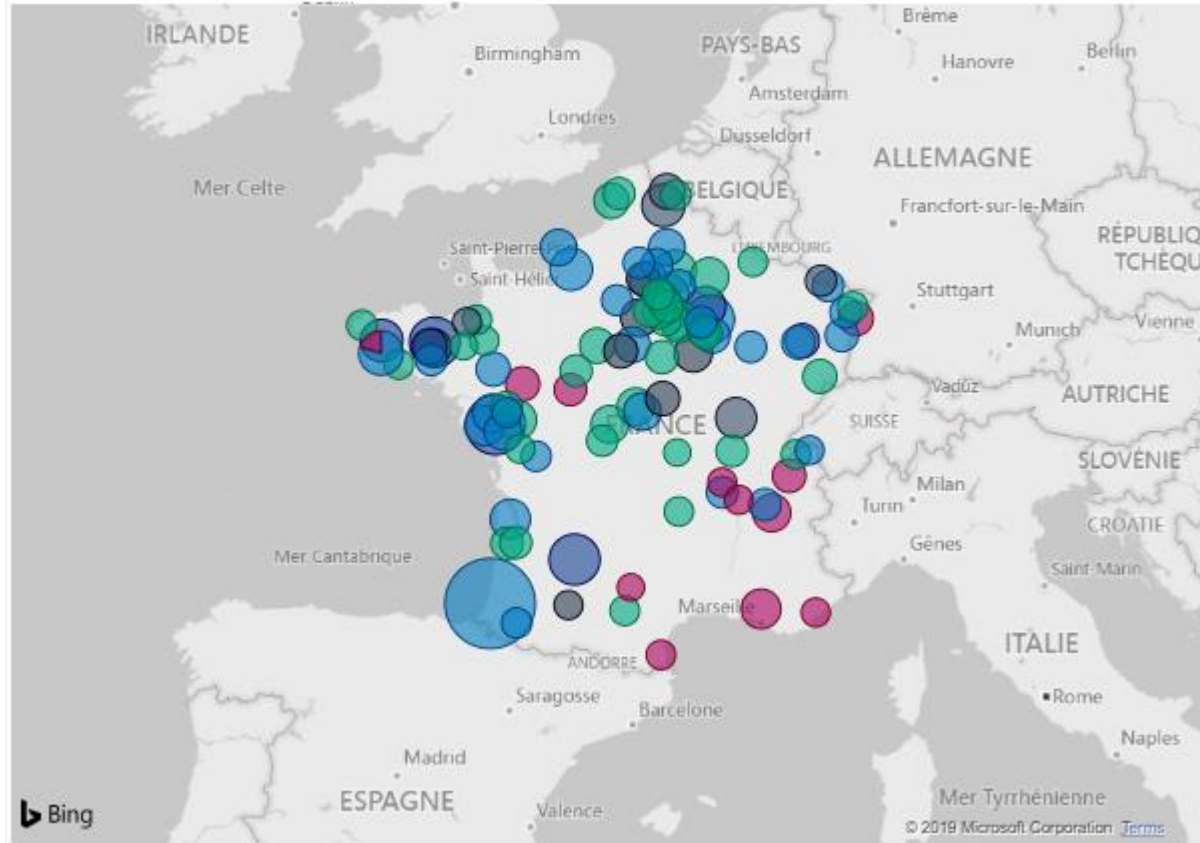 IRLANDE
Birmingham
Londres
Mer Celte
PAYS-BAS
Amsterdam
Dusseldorf
BELGIQUE
LUXEMBOURG
Brême
Hanovre
Berlin
ALLEMAGNE
Francfort-sur-le-Main
RÉPUBLIQ
TCHÈQU
Stuttgart
Munich
Vienne
Saint-Pierre
Saint-Hélie
Vaduz
AUTRICHE
FRANCE
SUISSE
SLOVÉNIE
Milan
Turin
CROATIE
Gênes
Saint-Marin
Mer Cantabrique
Marseille
ITALIE
ANDORRE
Saragosse
Barcelone
Rome
Naples
Madrid
ESPAGNE
Valence
Mer Tyrrhénienne
Bing
© 2019 Microsoft Corporation Terms